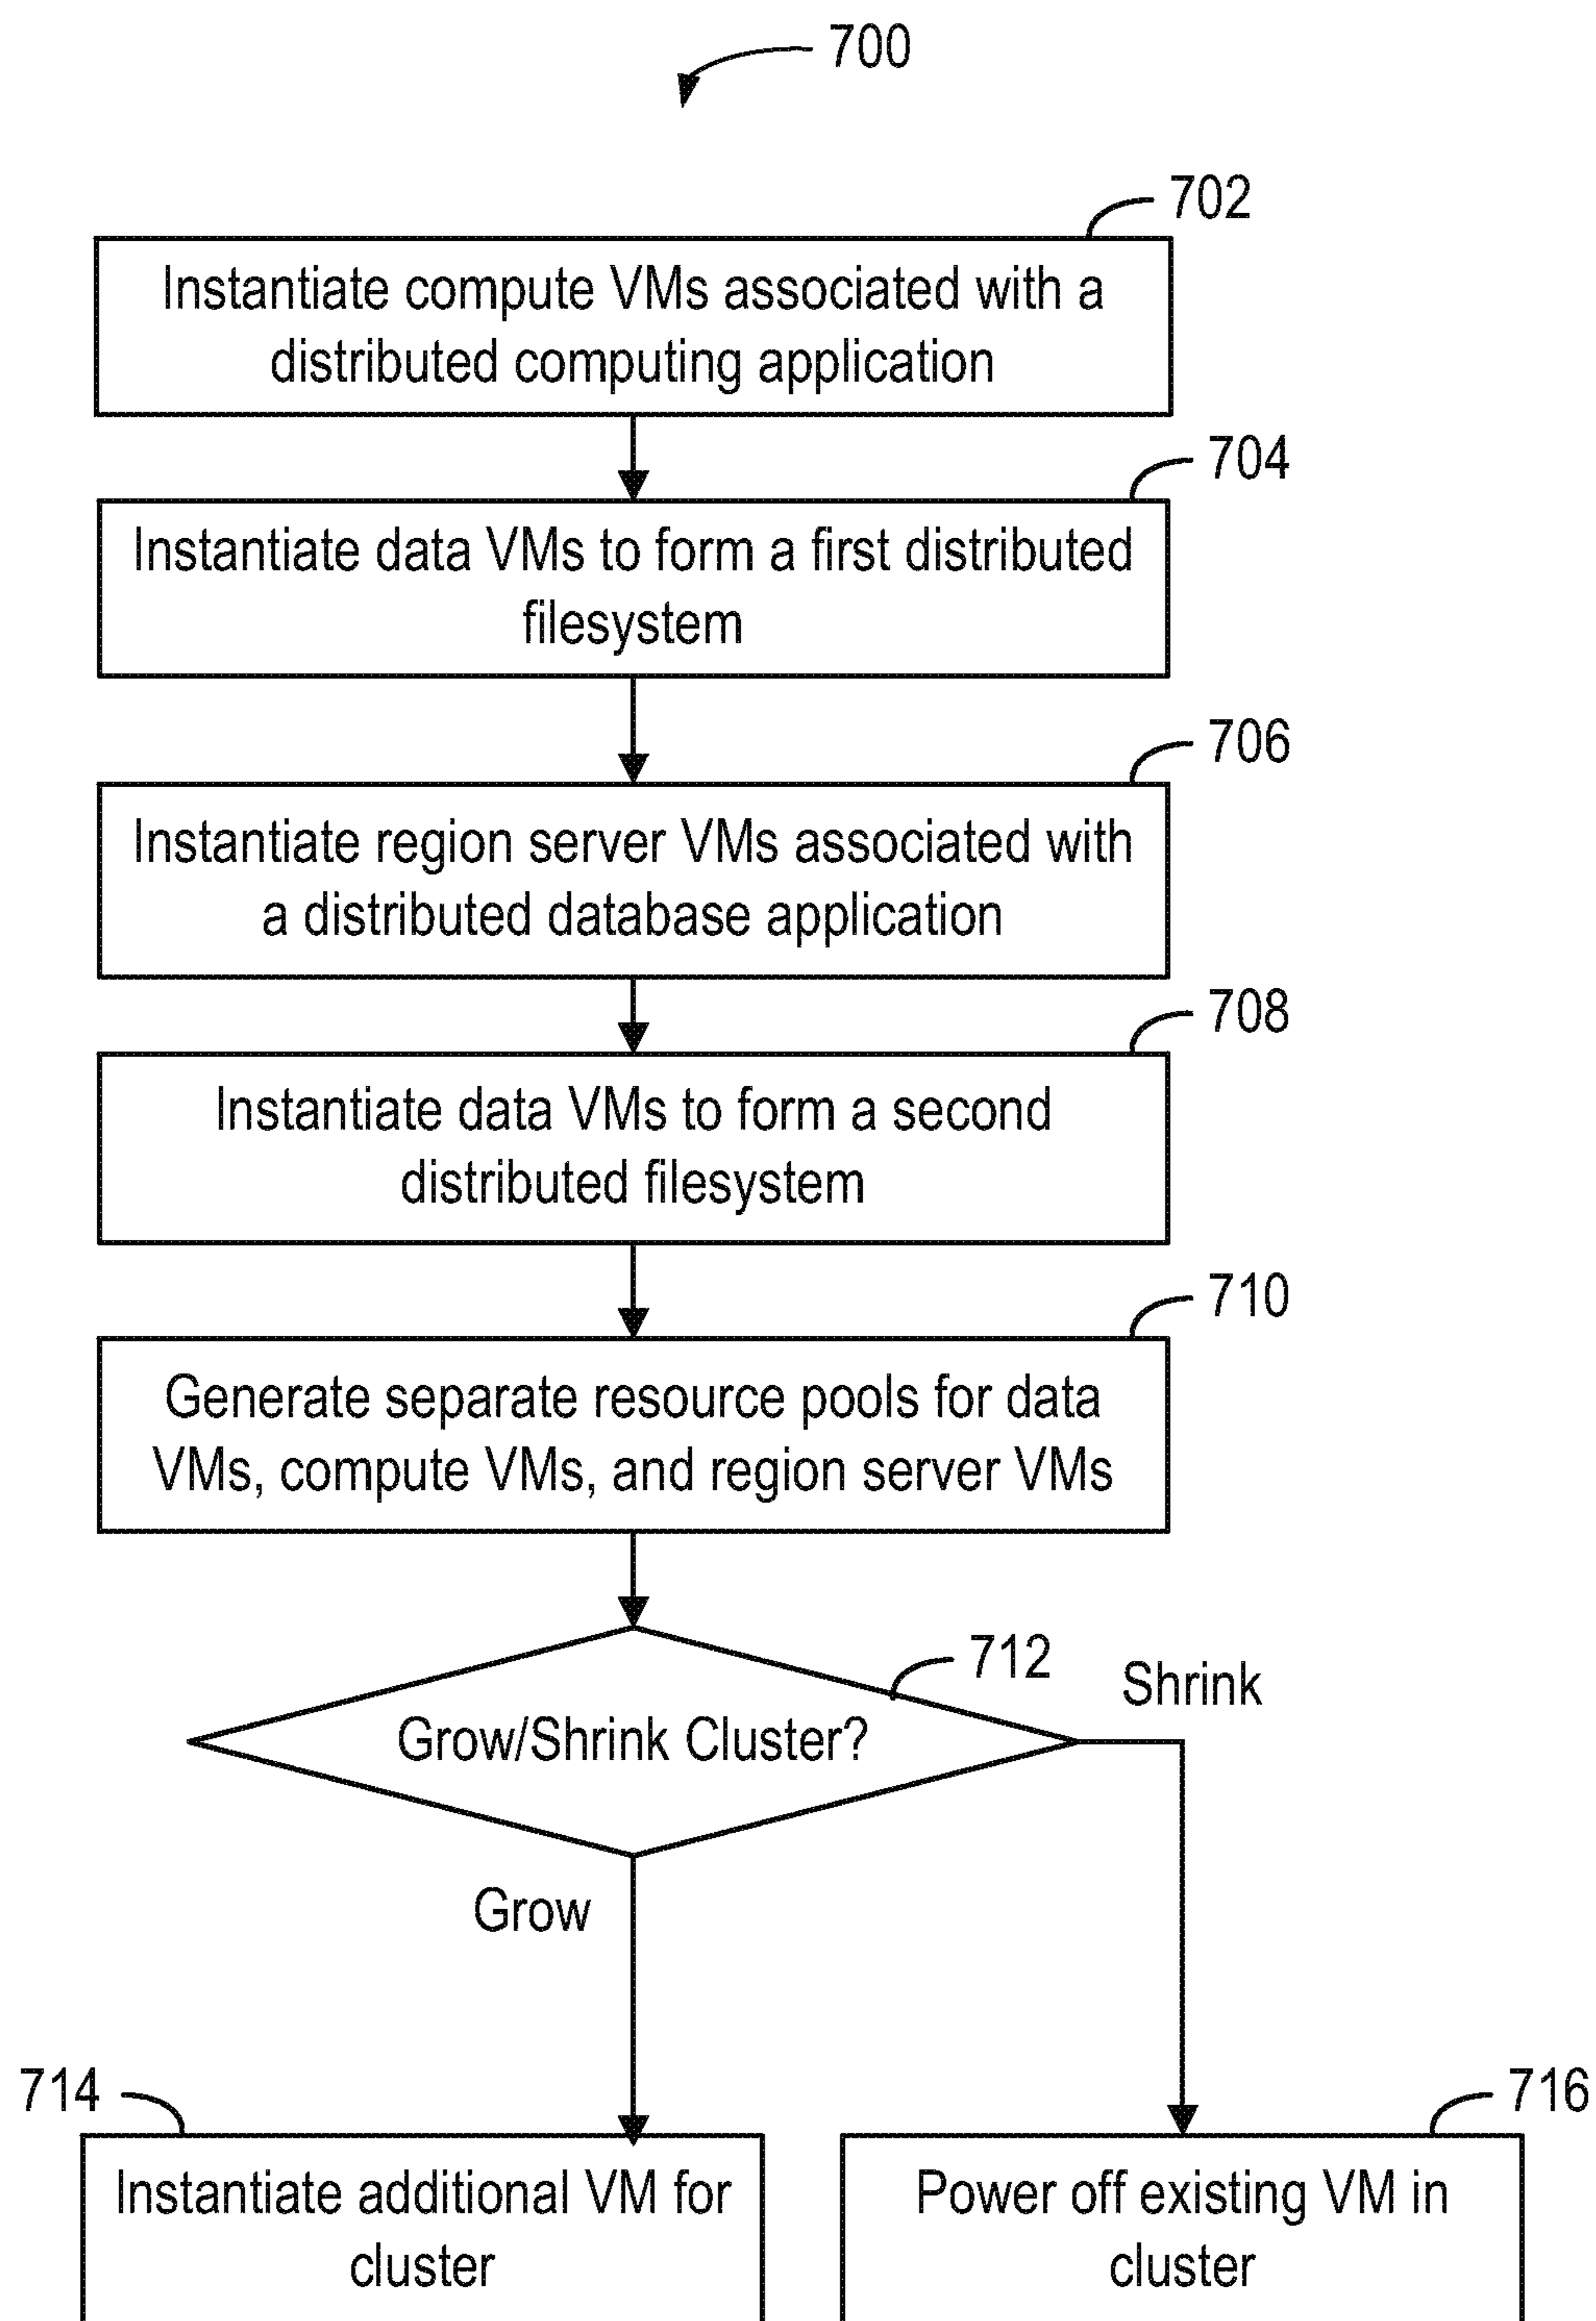 700
702
Instantiate compute VMs associated with a
distributed computing application
704
Instantiate data VMs to form a first distributed
filesystem
706
Instantiate region server VMs associated with
a distributed database application
708
Instantiate data VMs to form a second
distributed filesystem
710
Generate separate resource pools for data
VMs, compute VMs, and region server VMs
712
Shrink
Grow/Shrink Cluster?
Grow
714
716
Instantiate additional VM for
cluster
Power off existing VM in
cluster